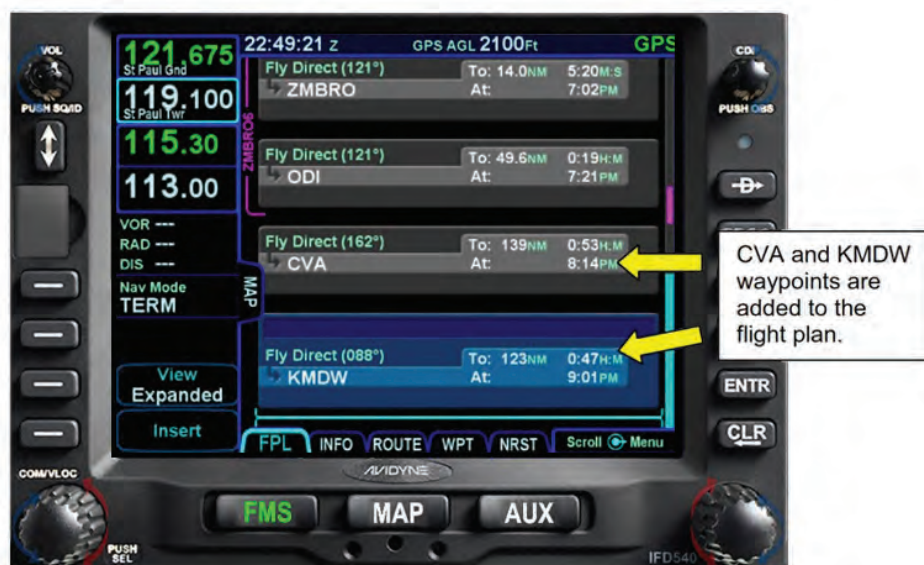 VOL
PUSH SQ/ID
121.675
St Paul Gnd
119.100
St Paul Twr
115.30
113.00
VOR ---
RAD ---
DIS ---
Nav Mode
TERM
View
Expanded
Insert
COM/VLOC
PUSH
SEL
22:49:21 Z GPS AGL 2100Ft GPS
ZMBRO6
MAP
Fly Direct (121°) To: 14.0NM 5:20M:S
ZMBRO At: 7:02PM
Fly Direct (121°) To: 49.6NM 0:19H:M
ODI At: 7:21PM
Fly Direct (162°) To: 139NM 0:53H:M
CVA At: 8:14PM
Fly Direct (088°) To: 123NM 0:47H:M
KMDW At: 9:01PM
FPL INFO ROUTE WPT NRST Scroll Menu
AVIDYNE
FMS MAP AUX
IFD540
CDI
PUSH OBS
D
ENTR
CLR
CVA and KMDW
waypoints are
added to the
flight plan.